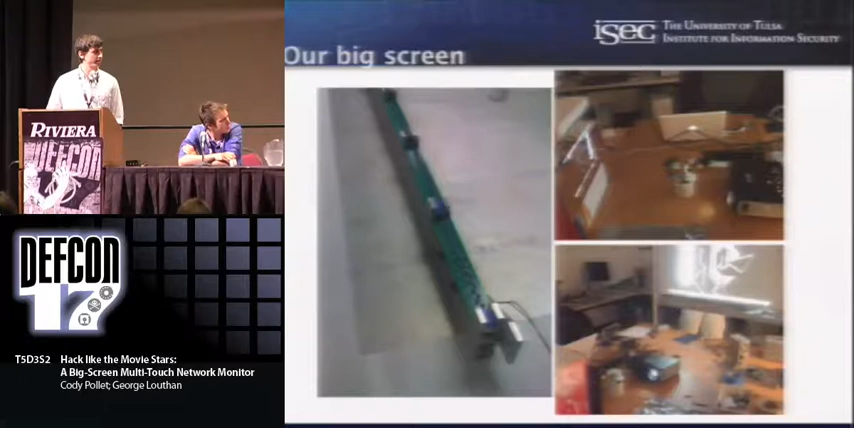 Our big screen
isec
THE UNIVERSITY OF TULSA
INSTITUTE FOR INFORMATION SECURITY
RIVIERA
DEFCON
DEFCON
17
T5D3S2 Hack like the Movie Stars:
A Big-Screen Multi-Touch Network Monitor
Cody Pollet; George Louthan